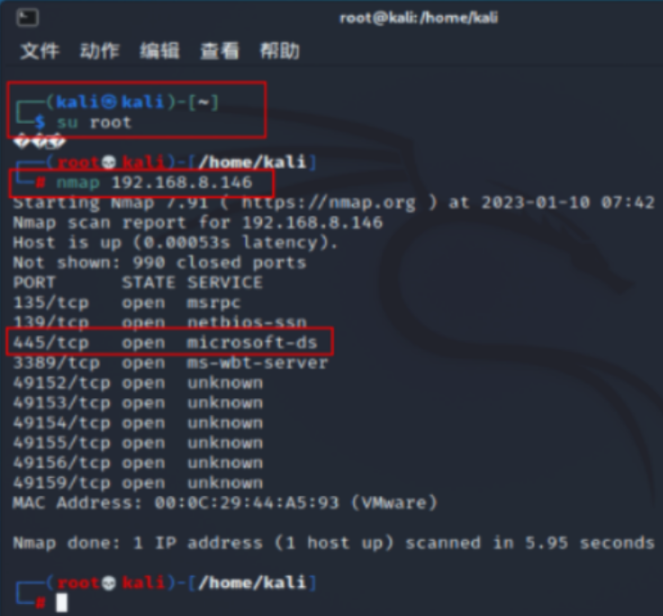 root@kali:/home/kali
文件 动作 编辑 查看 帮助
(kali㉿kali)-[~]
$ su root
(root💀kali)-[/home/kali]
# nmap 192.168.8.146
Starting Nmap 7.91 ( https://nmap.org ) at 2023-01-10 07:42
Nmap scan report for 192.168.8.146
Host is up (0.00053s latency).
Not shown: 990 closed ports
PORT STATE SERVICE
135/tcp open msrpc
139/tcp open netbios-ssn
445/tcp open microsoft-ds
3389/tcp open ms-wbt-server
49152/tcp open unknown
49153/tcp open unknown
49154/tcp open unknown
49155/tcp open unknown
49156/tcp open unknown
49159/tcp open unknown
MAC Address: 00:0C:29:44:A5:93 (VMware)
Nmap done: 1 IP address (1 host up) scanned in 5.95 seconds
(root💀kali)-[/home/kali]
#